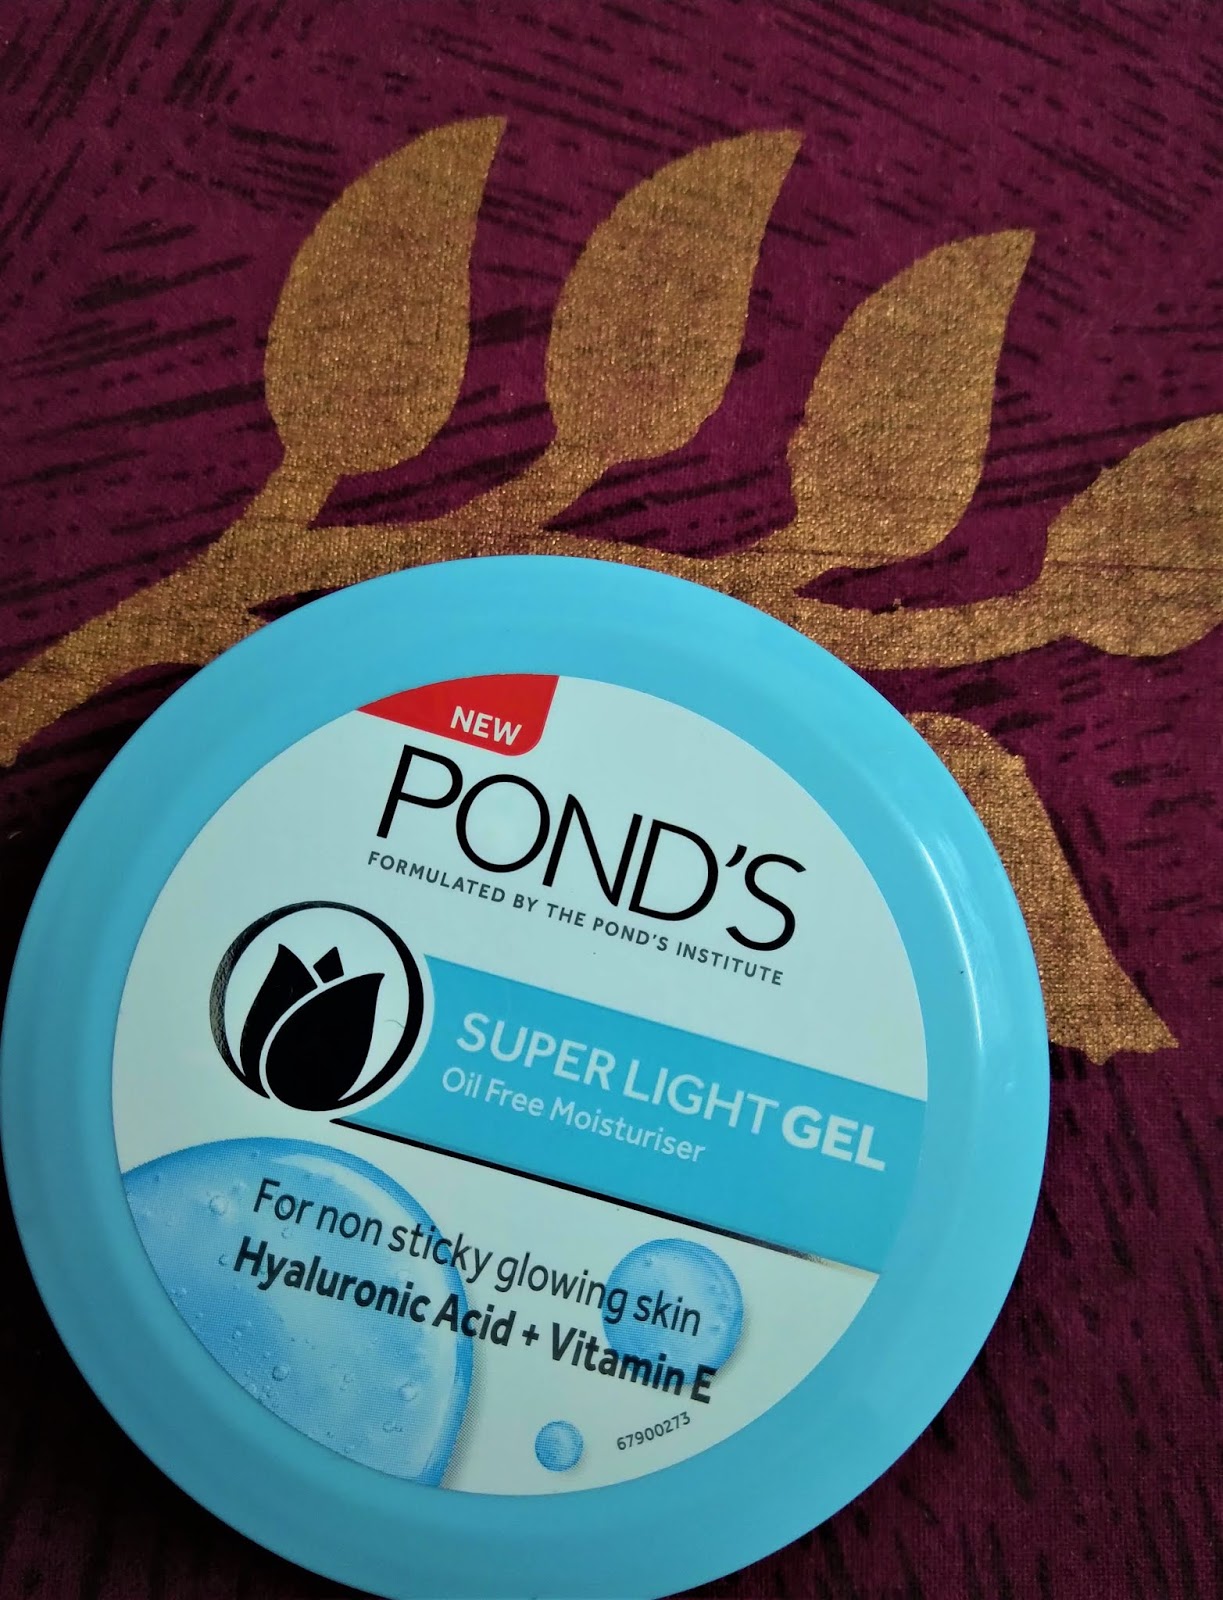 NEW
POND'S
FORMULATED BY THE POND'S INSTITUTE
SUPER LIGHT GEL
Oil Free Moisturiser
For non sticky glowing skin
Hyaluronic Acid + Vitamin E
67900273